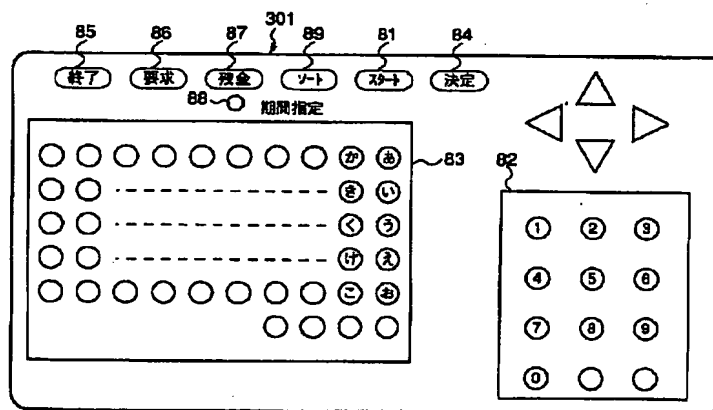 301
85 86 87 89 81 84
終了 要求 残金 ソート スタート 決定
88 期間指定
83
82
か あ
き い
く う
け え
こ お
1 2 3
4 5 6
7 8 9
0